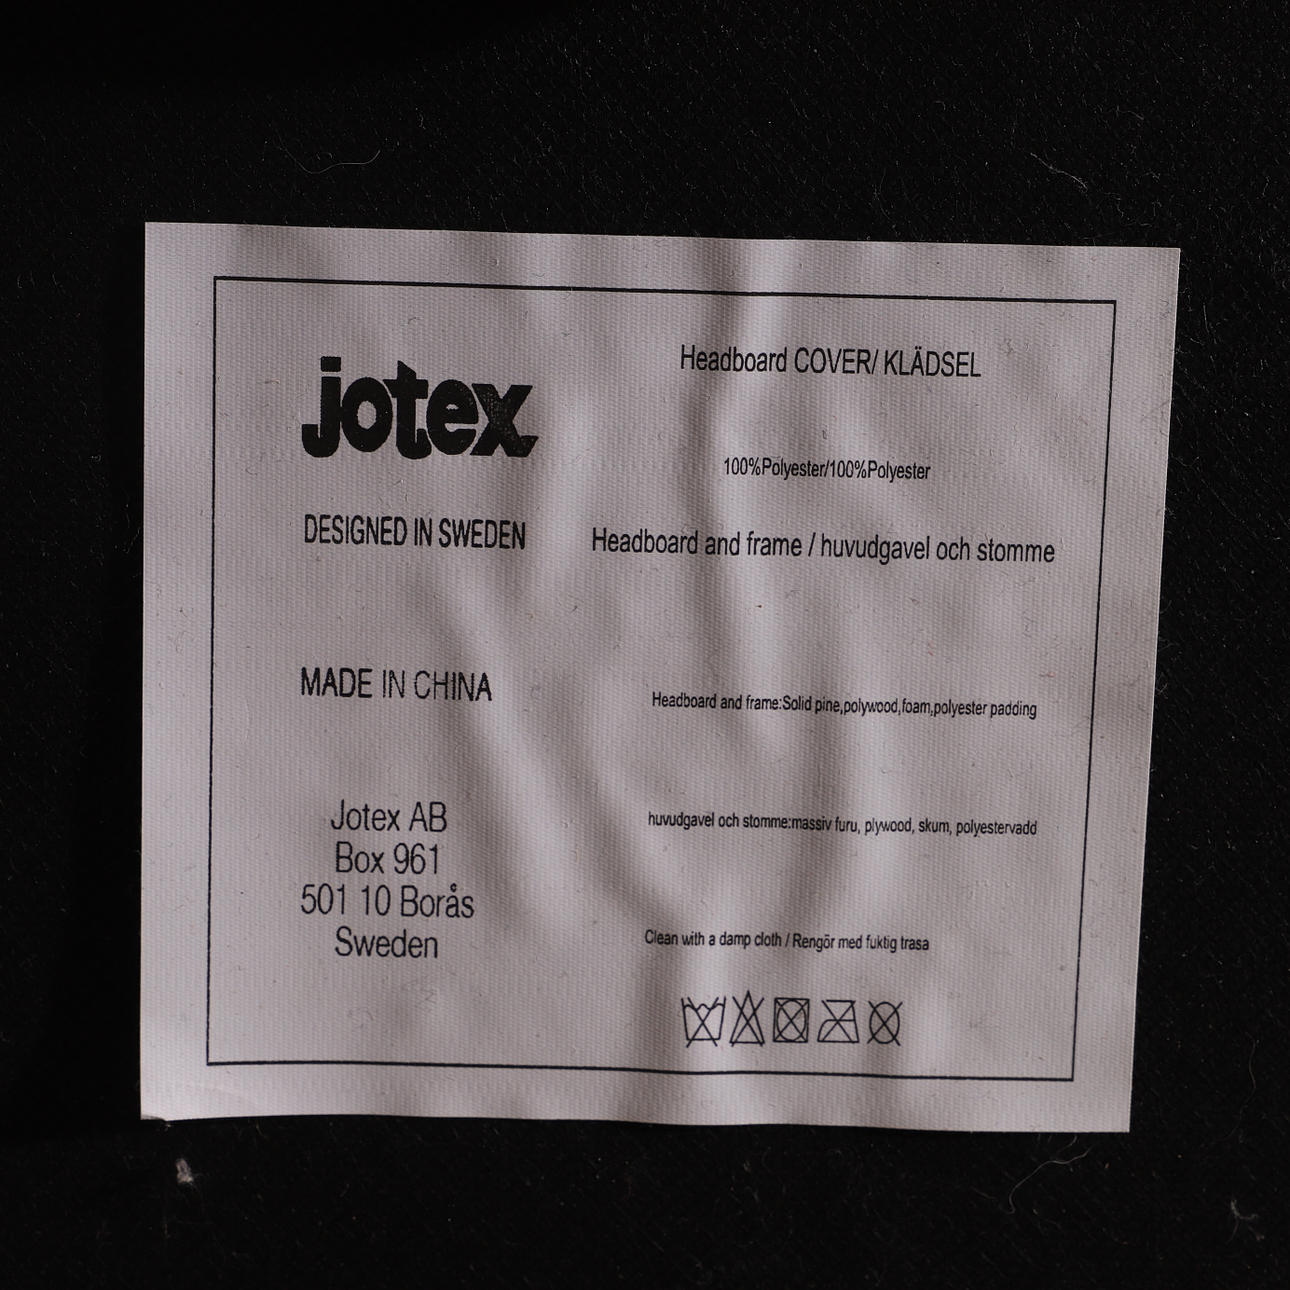 jotex
DESIGNED IN SWEDEN
MADE IN CHINA
Jotex AB
Box 961
501 10 Borås
Sweden
Headboard COVER/ KLÄDSEL
100%Polyester/100%Polyester
Headboard and frame / huvudgavel och stomme
Headboard and frame:Solid pine,polywood,foam,polyester padding
huvudgavel och stomme:massiv furu, plywood, skum, polyestervadd
Clean with a damp cloth / Rengör med fuktig trasa